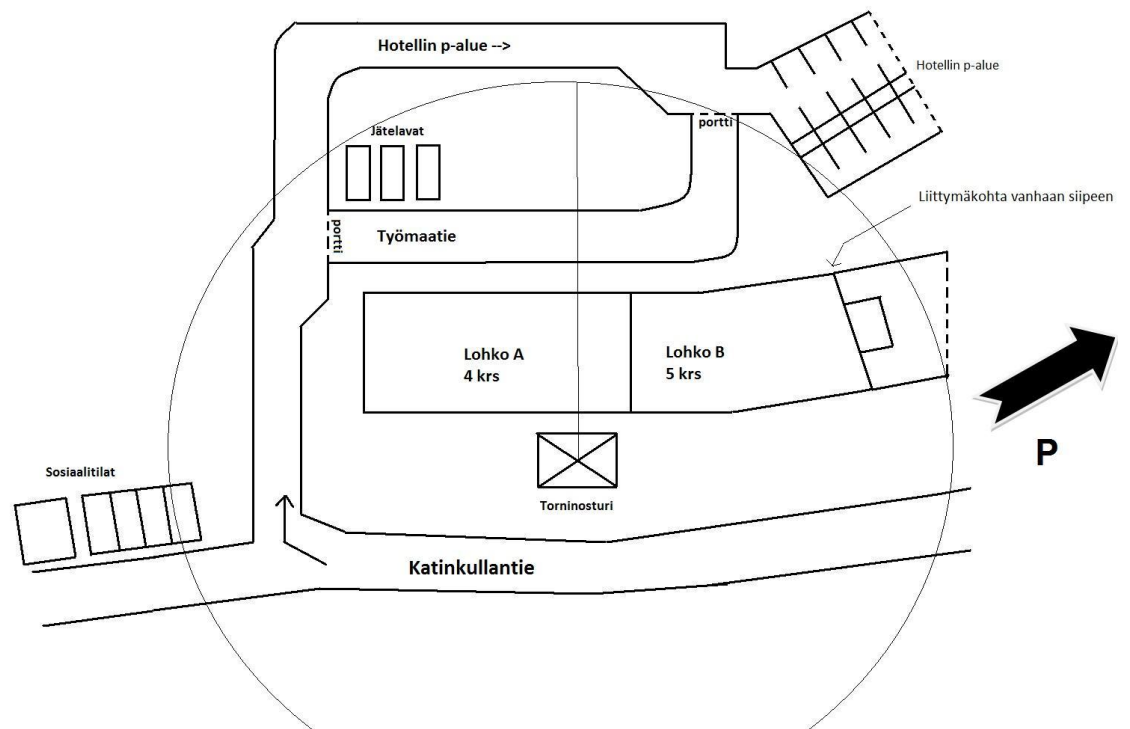 Hotellin p-alue -->
Hotellin p-alue
portti
Jätelavat
Liittymäkohta vanhaan siipeen
portti
Työmaatie
Lohko A
4 krs
Lohko B
5 krs
P
Sosiaalitilat
Torninosturi
Katinkullantie